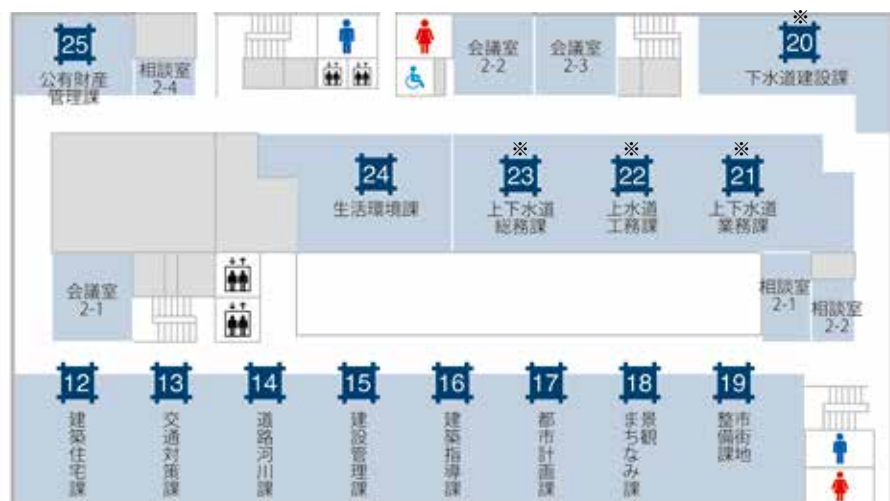 25
公有財産
管理課
相談室
2-4
会議室
2-2
会議室
2-3
※
20
下水道建設課
24
生活環境課
※
23
上下水道
総務課
※
22
上水道
工務課
※
21
上下水道
業務課
会議室
2-1
相談室
2-1
相談室
2-2
12
建築住宅課
13
交通対策課
14
道路河川課
15
建設管理課
16
建築指導課
17
都市計画課
18
景観
まちなみ課
19
市街地
整備課